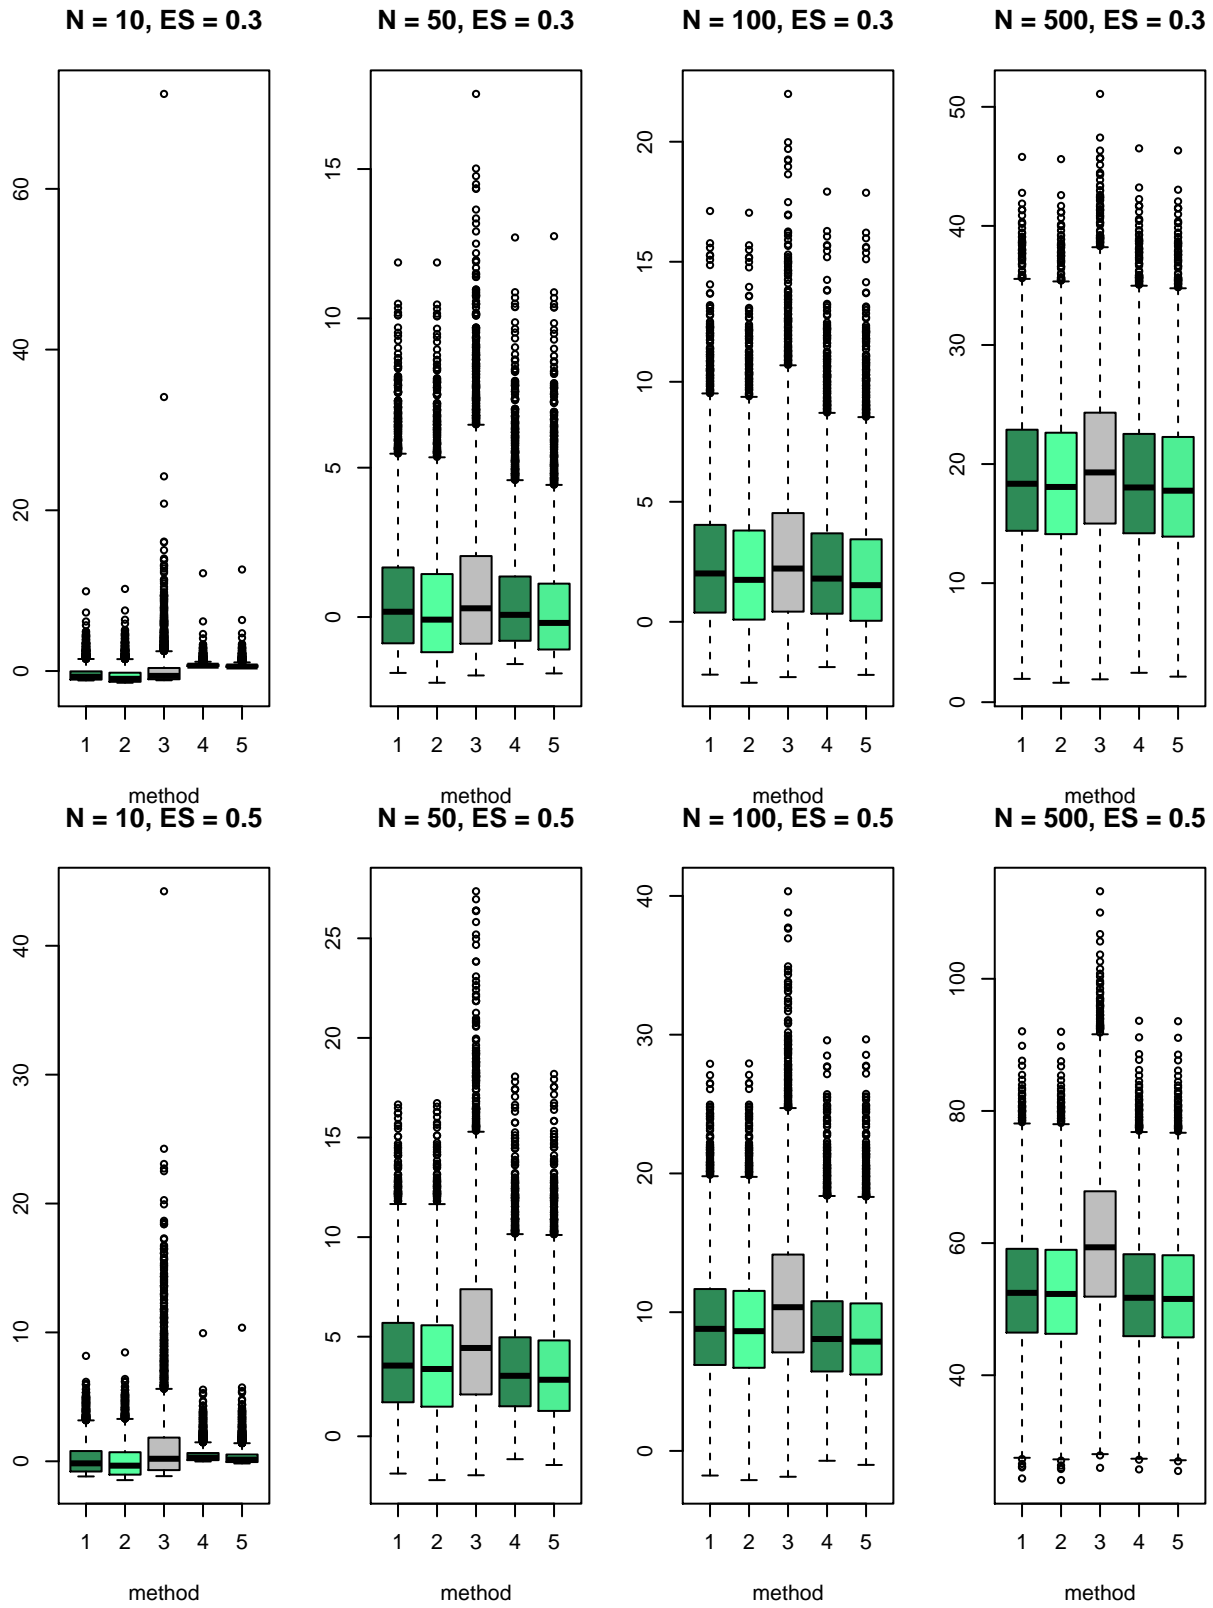 N = 10, ES = 0.3
N = 50, ES = 0.3
N = 100, ES = 0.3
N = 500, ES = 0.3
60
40
20
0
1 2 3 4 5
method
15
10
5
0
1 2 3 4 5
method
20
15
10
5
0
1 2 3 4 5
method
50
40
30
20
10
0
1 2 3 4 5
method
N = 10, ES = 0.5
N = 50, ES = 0.5
N = 100, ES = 0.5
N = 500, ES = 0.5
40
30
20
10
0
1 2 3 4 5
method
25
20
15
10
5
0
1 2 3 4 5
method
40
30
20
10
0
1 2 3 4 5
method
100
80
60
40
1 2 3 4 5
method